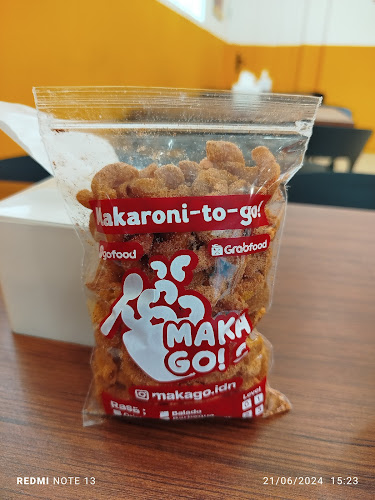 Makaroni-to-go!
gofood
Grabfood
MAKA
GO!
makago.idn
Rasa :
Balado
Level
REDMI NOTE 13
21/06/2024 15:23